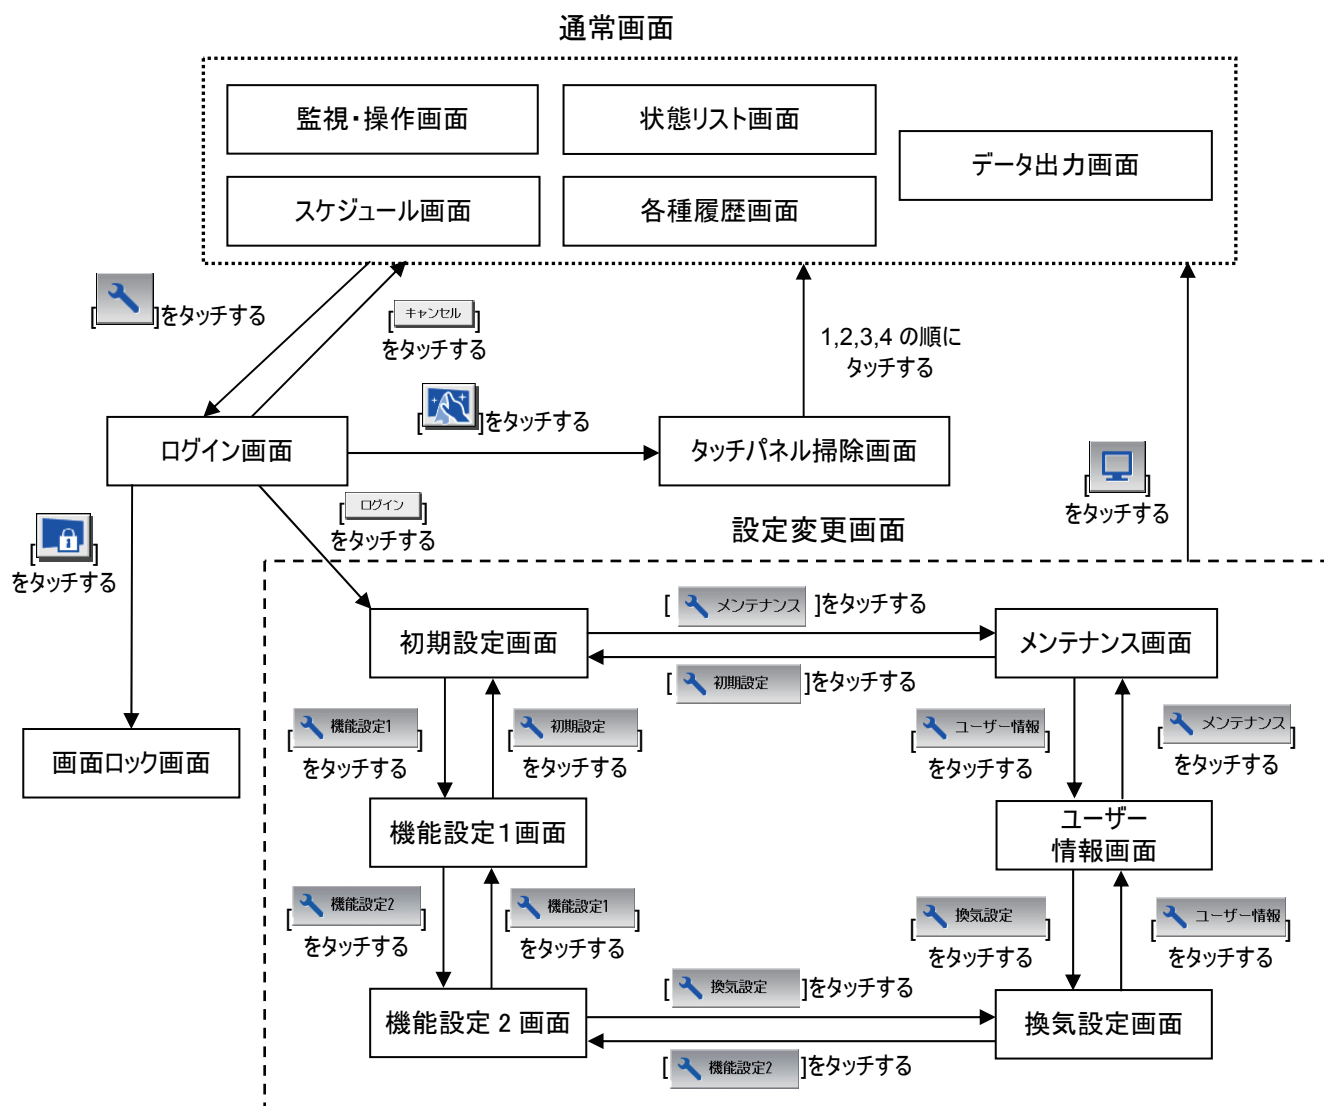 通常画面
監視・操作画面
状態リスト画面
データ出力画面
スケジュール画面
各種履歴画面
[ ]をタッチする
[キャンセル]
をタッチする
1,2,3,4 の順に
タッチする
[ ]をタッチする
ログイン画面
タッチパネル掃除画面
[ ]
をタッチする
[ログイン]
をタッチする
[ ]
をタッチする
設定変更画面
[メンテナンス]をタッチする
初期設定画面
メンテナンス画面
[初期設定]をタッチする
[機能設定1]
をタッチする
[初期設定]
をタッチする
[ユーザー情報]
をタッチする
[メンテナンス]
をタッチする
画面ロック画面
機能設定1画面
ユーザー
情報画面
[機能設定2]
をタッチする
[機能設定1]
をタッチする
[換気設定]
をタッチする
[ユーザー情報]
をタッチする
[換気設定]をタッチする
機能設定 2 画面
換気設定画面
[機能設定2]をタッチする